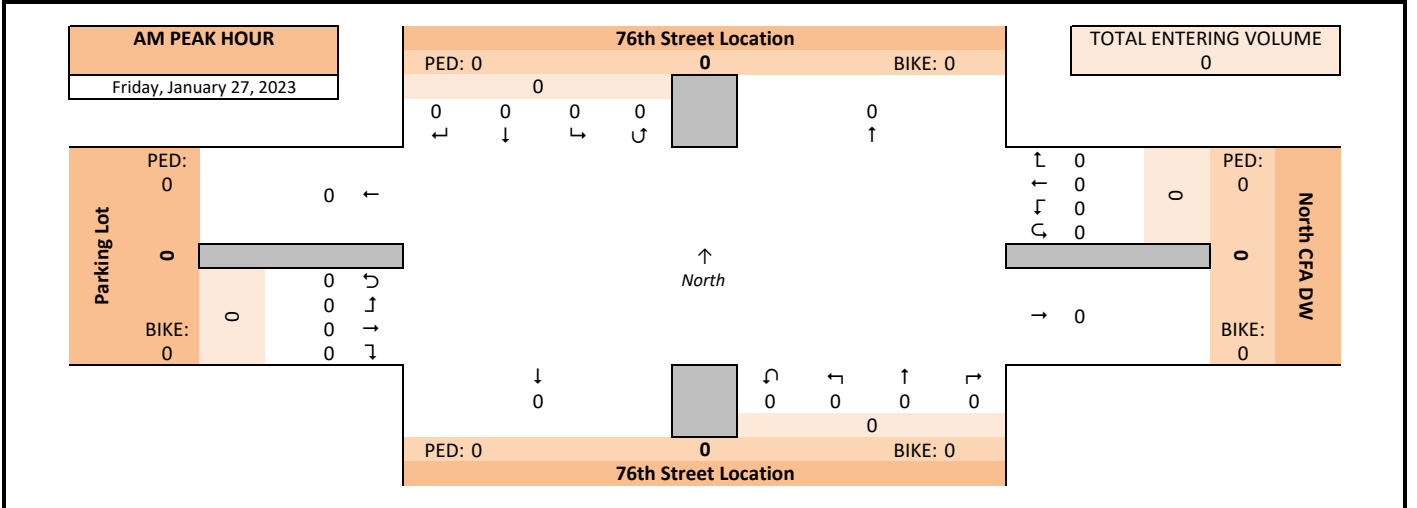 AM PEAK HOUR
Friday, January 27, 2023
76th Street Location
PED: 0 0 BIKE: 0
0
0 0 0 0 0
↵ ↓ ↳ ⮍ ↑
TOTAL ENTERING VOLUME
0
Parking Lot
PED:
0
0
BIKE:
0
0 ←
0
0 ⮌
0 ⬏
0 →
0 ⬎
↑
North
↑ 0
← 0
↓ 0
⮎ 0
0
→ 0
PED:
0
0
BIKE:
0
North CFA DW
↓ ⮏ ↰ ↑ ↱
0 0 0 0 0
0
PED: 0 0 BIKE: 0
76th Street Location